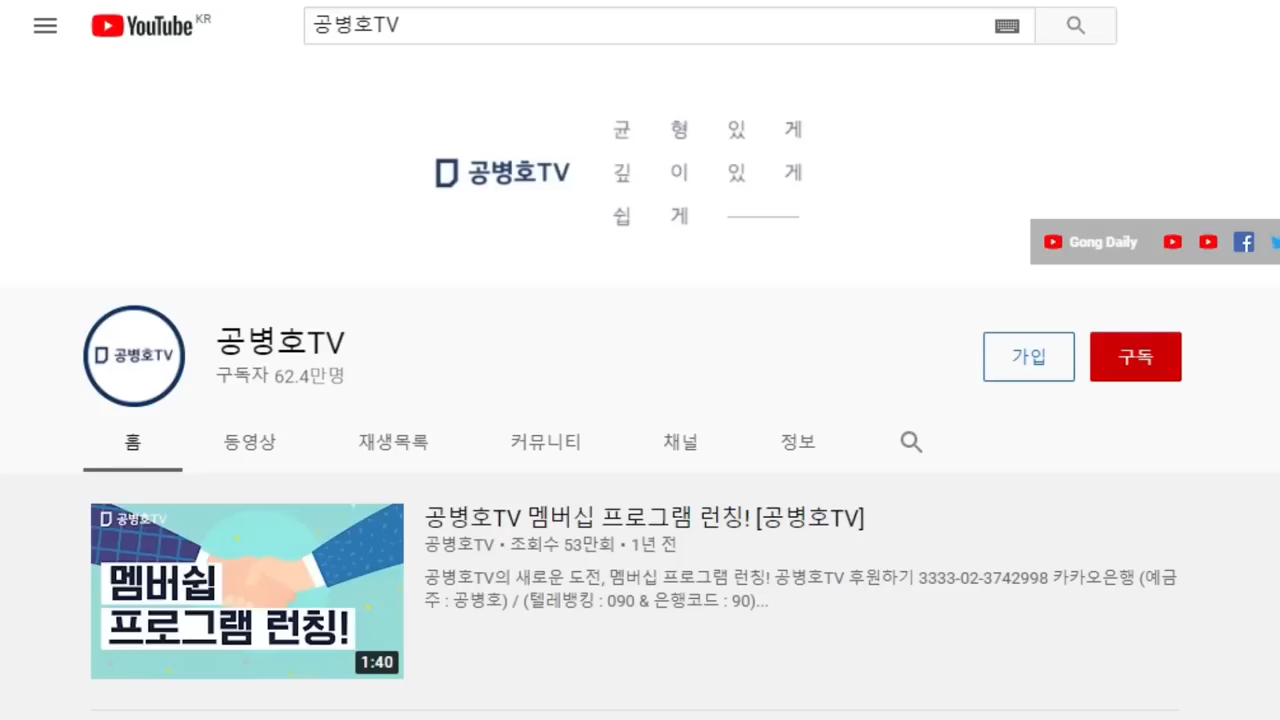 YouTube KR
공병호TV
균 형 있 게
공병호TV
깊 이 있 게
쉽 게
Gong Daily
공병호TV
공병호TV
구독자 62.4만명
가입
구독
홈
동영상
재생목록
커뮤니티
채널
정보
공병호TV
멤버쉽
프로그램 런칭!
1:40
공병호TV 멤버십 프로그램 런칭! [공병호TV]
공병호TV • 조회수 53만회 • 1년 전
공병호TV의 새로운 도전, 멤버십 프로그램 런칭! 공병호TV 후원하기 3333-02-3742998 카카오은행 (예금
주 : 공병호) / (텔레뱅킹 : 090 & 은행코드 : 90)...